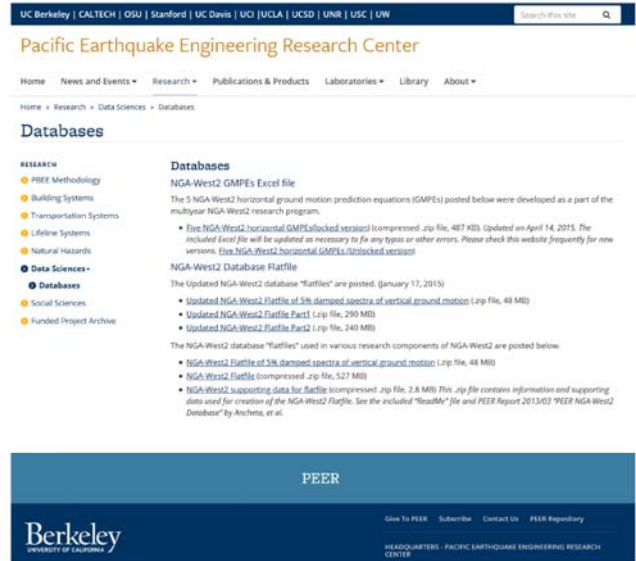 UC Berkeley | CALTECH | OSU | Stanford | UC Davis | UCI |UCLA | UCSD | UNR | USC | UW
Search this site
Pacific Earthquake Engineering Research Center
Home News and Events Research Publications & Products Laboratories Library About
Home » Research » Data Sciences » Databases
Databases
RESEARCH
PBEE Methodology
Building Systems
Transportation Systems
Lifeline Systems
Natural Hazards
Data Sciences
Databases
Social Sciences
Funded Project Archive
Databases
NGA-West2 GMPEs Excel file
The 5 NGA-West2 horizontal ground motion prediction equations (GMPEs) posted below were developed as a part of the
multiyear NGA-West2 research program.
• Five NGA-West2 horizontal GMPEs(locked version) (compressed .zip file, 487 KB). Updated on April 14, 2015. The
included Excel file will be updated as necessary to fix any typos or other errors. Please check this website frequently for new
versions. Five NGA-West2 horizontal GMPEs (Unlocked version)
NGA-West2 Database Flatfile
The Updated NGA-West2 database "flatfiles" are posted. (January 17, 2015)
• Updated NGA-West2 Flatfile of 5% damped spectra of vertical ground motion (.zip file, 48 MB)
• Updated NGA-West2 Flatfile Part1 (.zip file, 290 MB)
• Updated NGA-West2 Flatfile Part2 (.zip file, 240 MB)
The NGA-West2 database "flatfiles" used in various research components of NGA-West2 are posted below.
• NGA-West2 Flatfile of 5% damped spectra of vertical ground motion (.zip file, 48 MB)
• NGA-West2 Flatfile (compressed .zip file, 527 MB)
• NGA-West2 supporting data for flatfile (compressed .zip file, 2.8 MB) This .zip file contains information and supporting
data used for creation of the NGA-West2 Flatfile. See the included "ReadMe" file and PEER Report 2013/03 "PEER NGA-West2
Database" by Ancheta, et al.
PEER
Give To PEER Subscribe Contact Us PEER Repository
Berkeley
UNIVERSITY OF CALIFORNIA
HEADQUARTERS - PACIFIC EARTHQUAKE ENGINEERING RESEARCH
CENTER